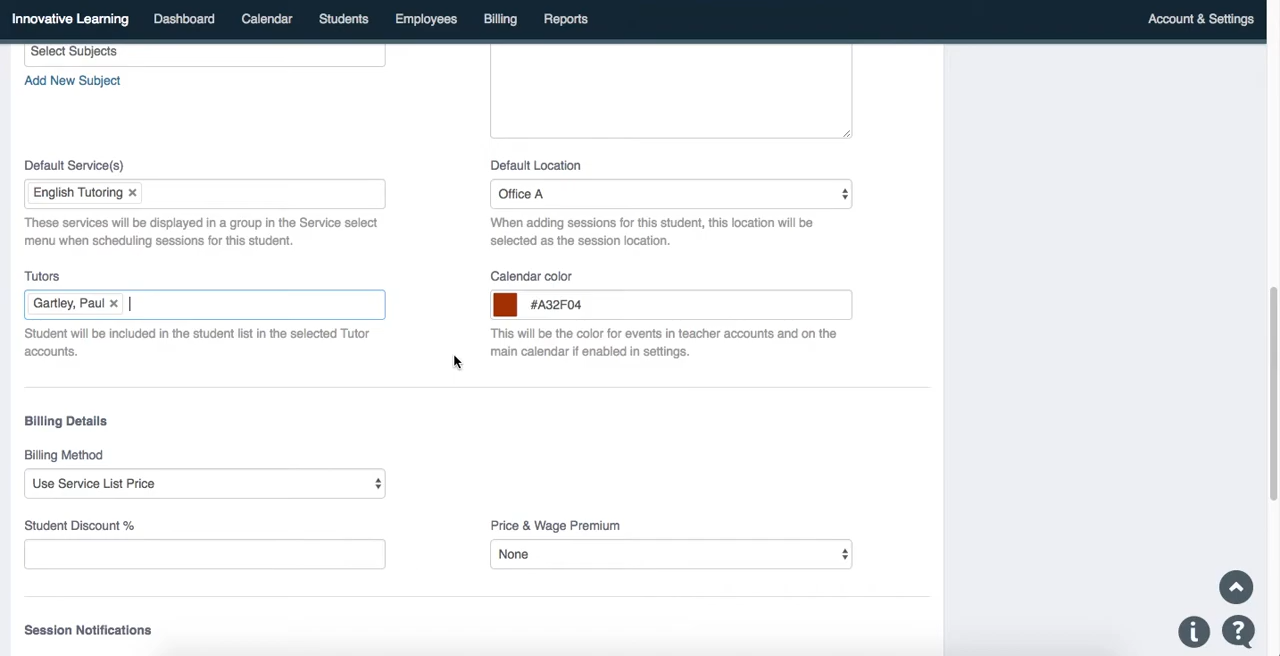 Innovative Learning Dashboard Calendar Students Employees Billing Reports Account & Settings
Select Subjects
Add New Subject
Default Service(s)
English Tutoring ×
These services will be displayed in a group in the Service select
menu when scheduling sessions for this student.
Default Location
Office A
When adding sessions for this student, this location will be
selected as the session location.
Tutors
Gartley, Paul ×
Student will be included in the student list in the selected Tutor
accounts.
Calendar color
#A32F04
This will be the color for events in teacher accounts and on the
main calendar if enabled in settings.
Billing Details
Billing Method
Use Service List Price
Student Discount %
Price & Wage Premium
None
Session Notifications